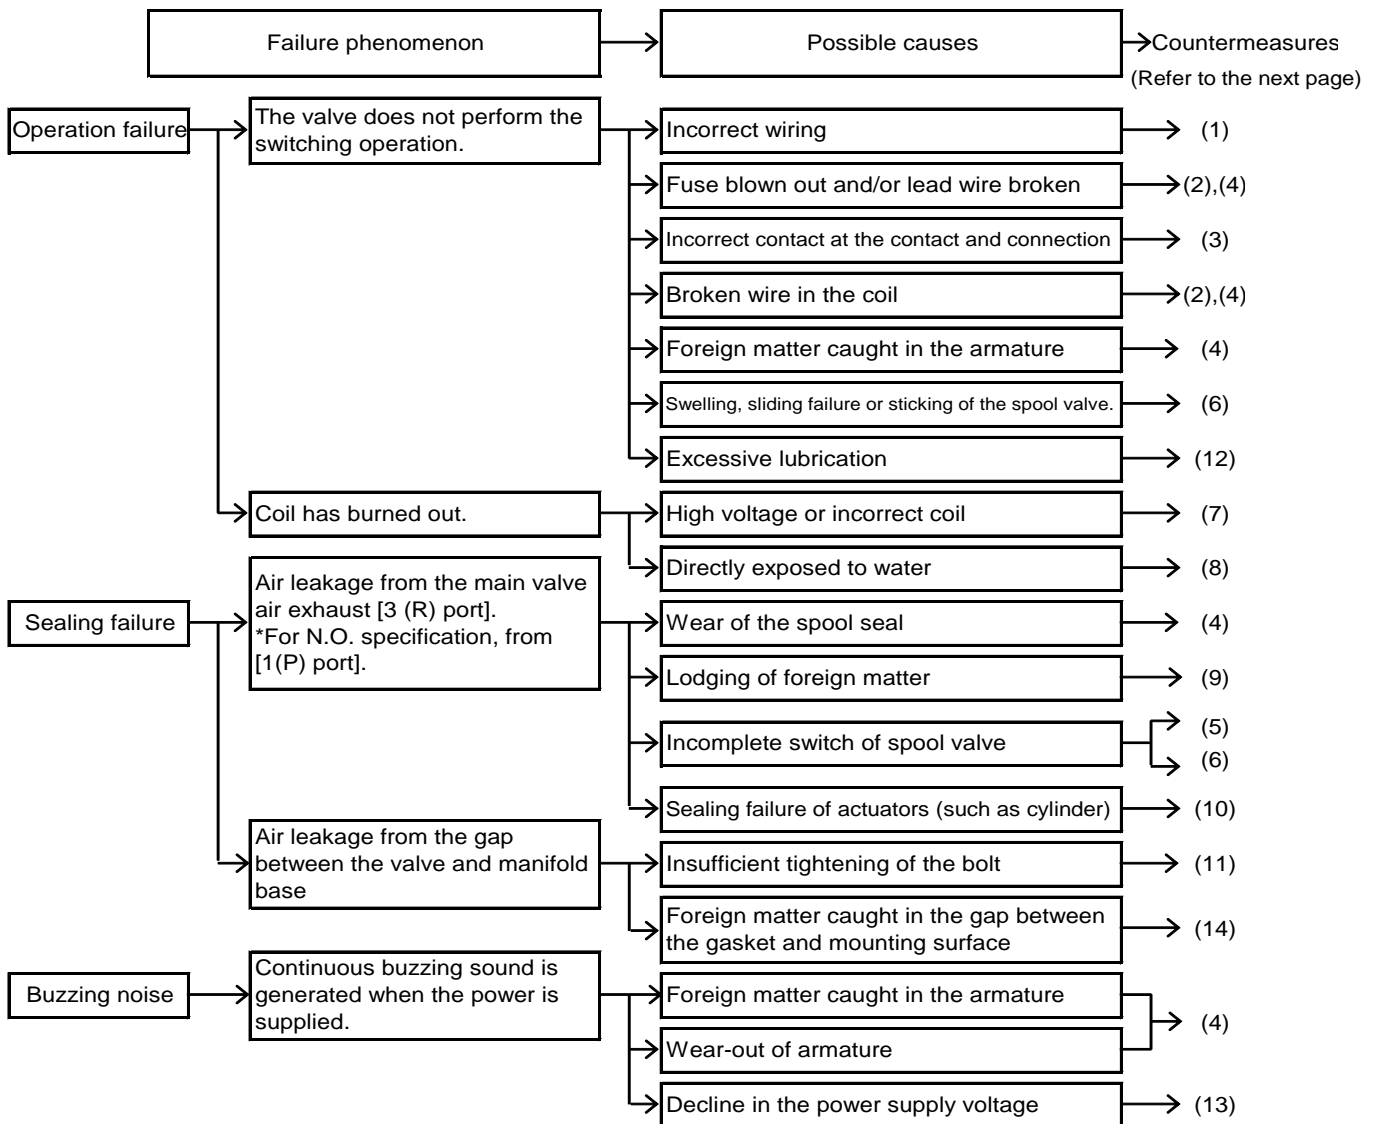 Failure phenomenon
Possible causes
Countermeasures
(Refer to the next page)
Operation failure
The valve does not perform the
switching operation.
Incorrect wiring
(1)
Fuse blown out and/or lead wire broken
(2),(4)
Incorrect contact at the contact and connection
(3)
Broken wire in the coil
(2),(4)
Foreign matter caught in the armature
(4)
Swelling, sliding failure or sticking of the spool valve.
(6)
Excessive lubrication
(12)
Coil has burned out.
High voltage or incorrect coil
(7)
Directly exposed to water
(8)
Sealing failure
Air leakage from the main valve
air exhaust [3 (R) port].
*For N.O. specification, from
[1(P) port].
Wear of the spool seal
(4)
Lodging of foreign matter
(9)
Incomplete switch of spool valve
(5)
(6)
Sealing failure of actuators (such as cylinder)
(10)
Air leakage from the gap
between the valve and manifold
base
Insufficient tightening of the bolt
(11)
Foreign matter caught in the gap between
the gasket and mounting surface
(14)
Buzzing noise
Continuous buzzing sound is
generated when the power is
supplied.
Foreign matter caught in the armature
Wear-out of armature
(4)
Decline in the power supply voltage
(13)